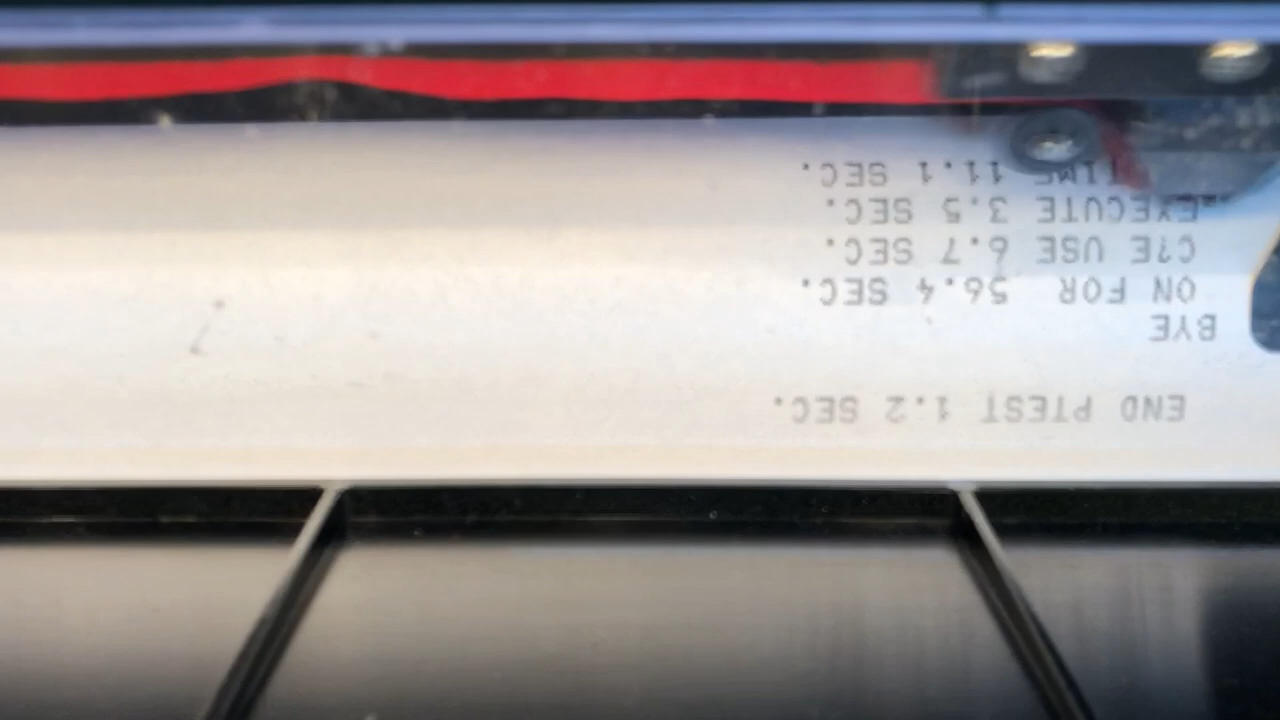 END PTEST 1.2 SEC.
BYE
ON FOR 56.4 SEC.
C?E USE 6.7 SEC.
EXECUTE 3.5 SEC.
TIME 11.1 SEC.